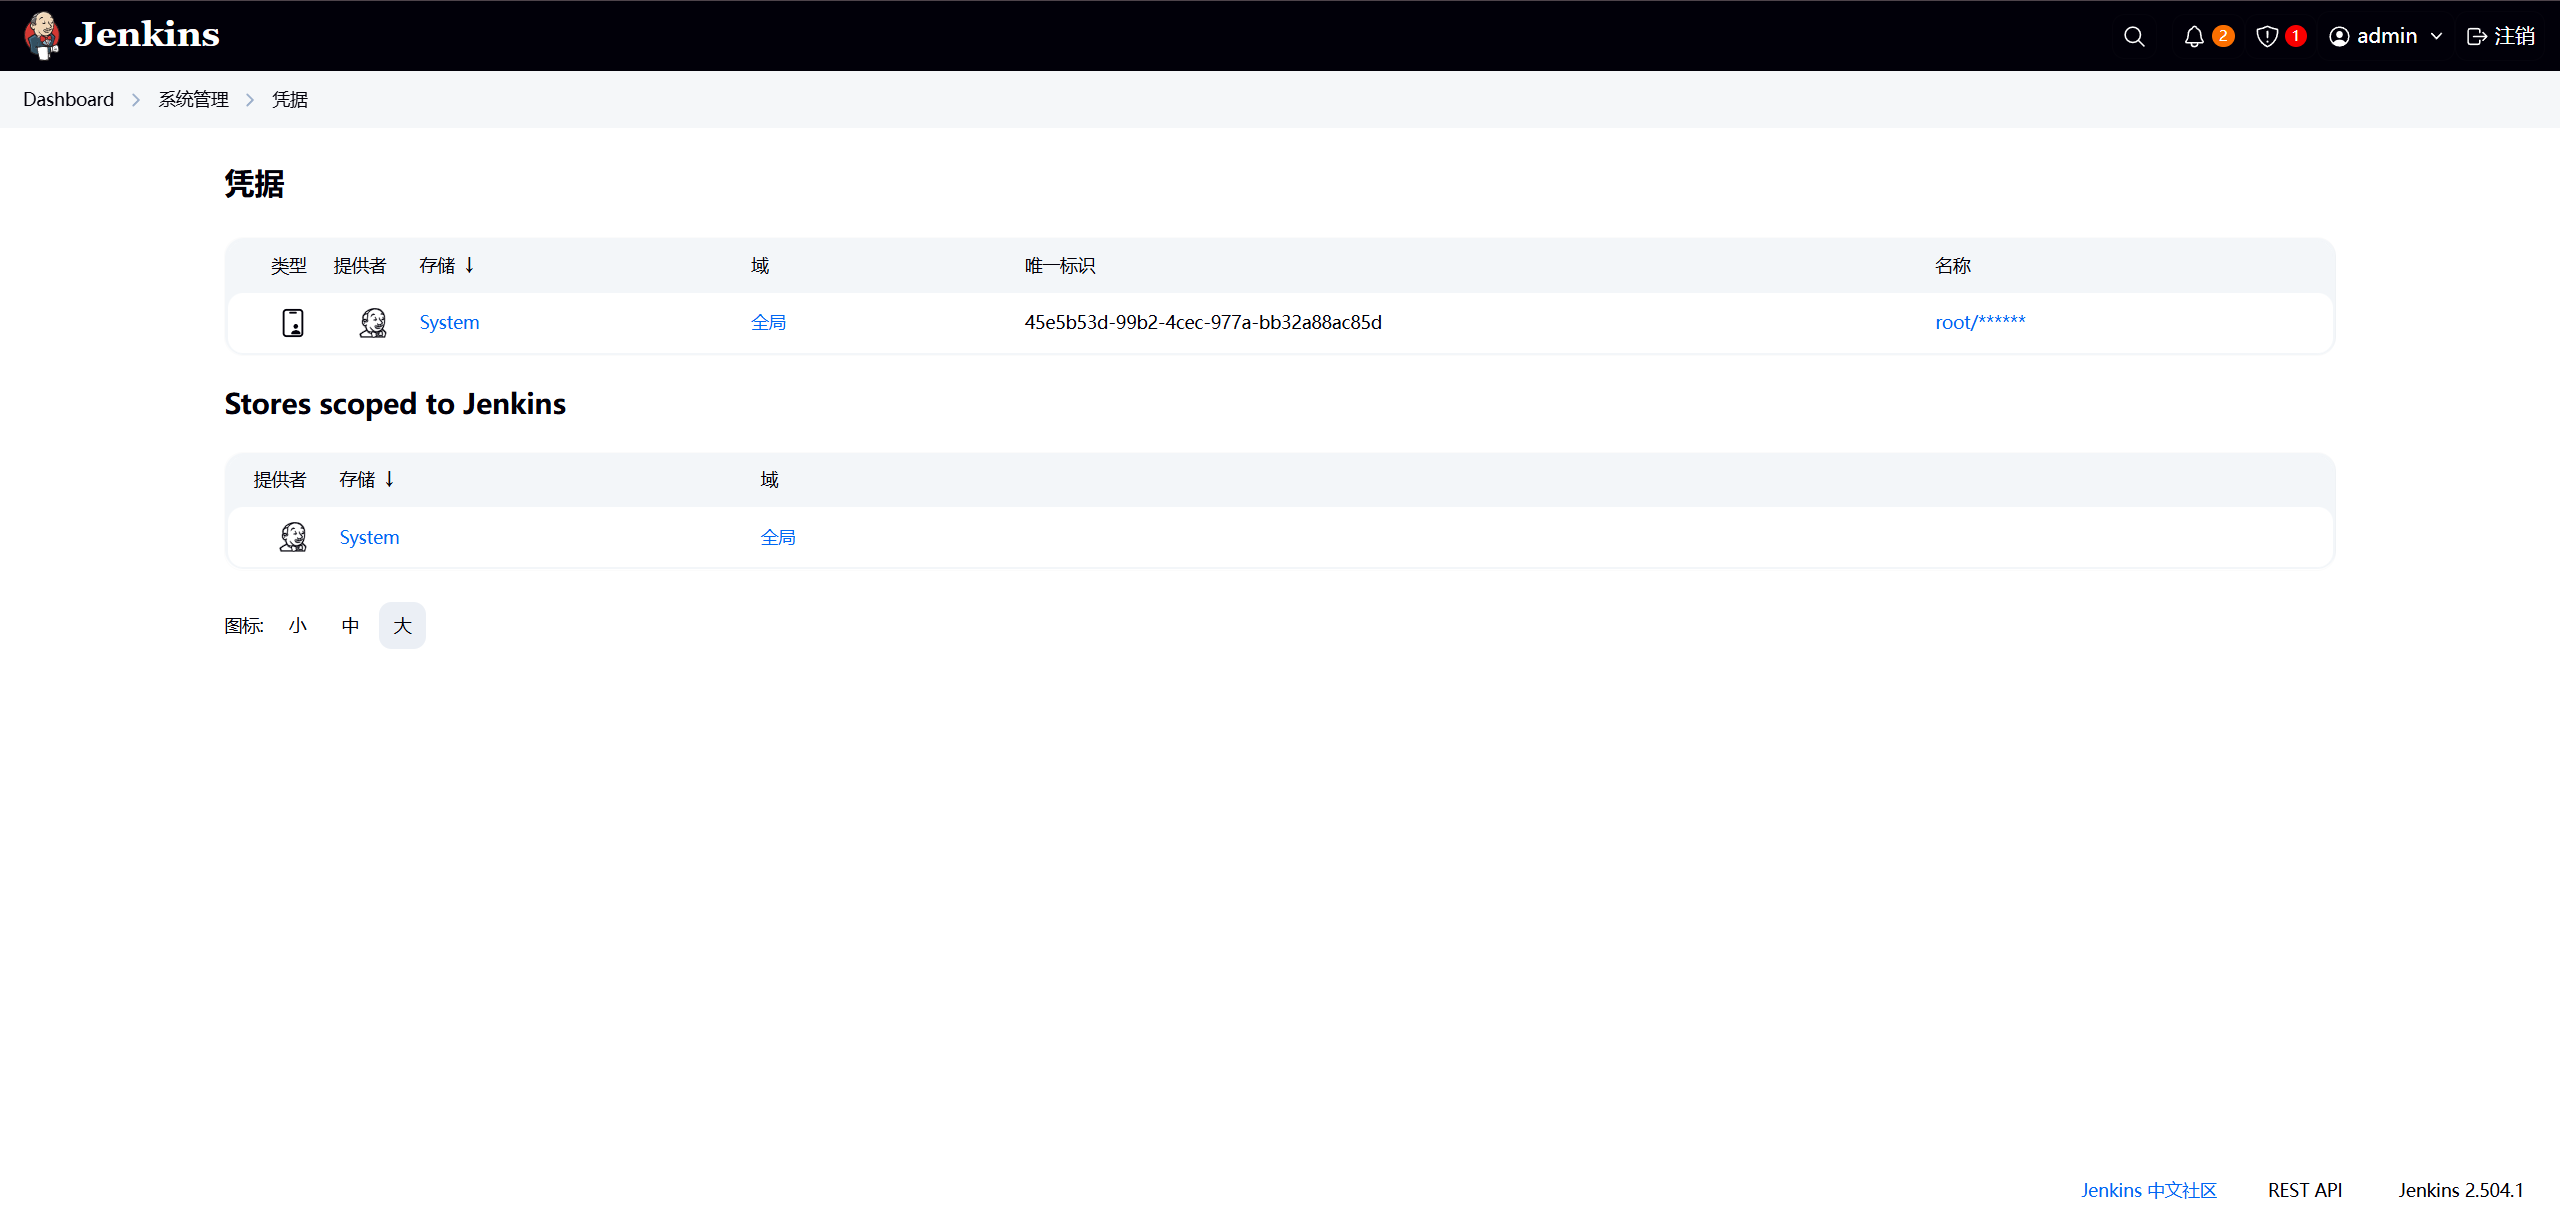 Jenkins 2 1 admin 注销
Dashboard 系统管理 凭据
凭据
类型 提供者 存储 ↓ 域 唯一标识 名称
System 全局 45e5b53d-99b2-4cec-977a-bb32a88ac85d root/******
Stores scoped to Jenkins
提供者 存储 ↓ 域
System 全局
图标: 小 中 大
Jenkins 中文社区 REST API Jenkins 2.504.1